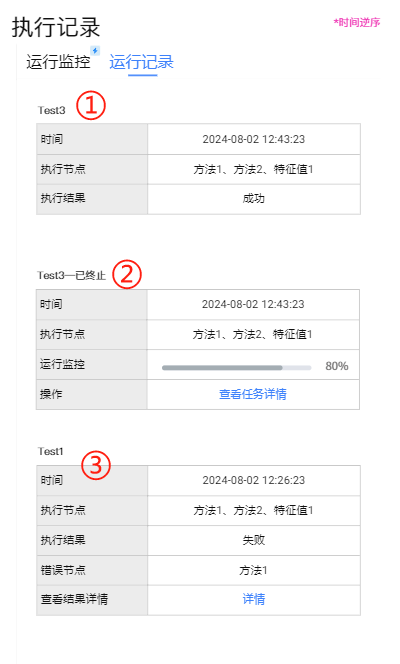 执行记录
*时间逆序
运行监控 运行记录
Test3 ①
时间 2024-08-02 12:43:23
执行节点 方法1、方法2、特征值1
执行结果 成功
Test3—已终止 ②
时间 2024-08-02 12:43:23
执行节点 方法1、方法2、特征值1
运行监控 80%
操作 查看任务详情
Test1
③
时间 2024-08-02 12:26:23
执行节点 方法1、方法2、特征值1
执行结果 失败
错误节点 方法1
查看结果详情 详情